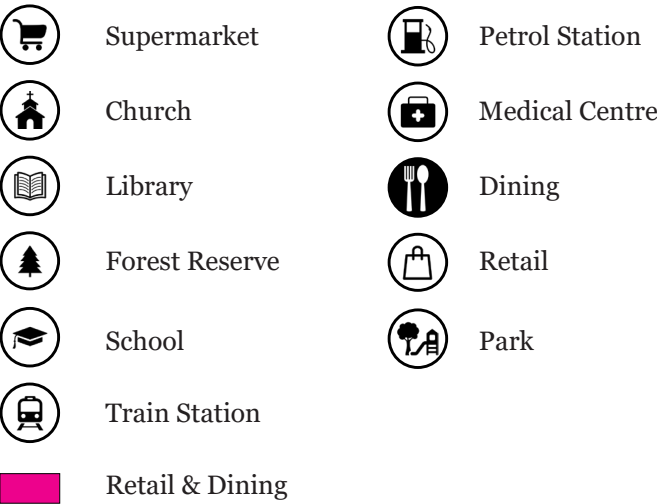 Supermarket
Church
Library
Forest Reserve
School
Train Station
Retail & Dining
Petrol Station
Medical Centre
Dining
Retail
Park